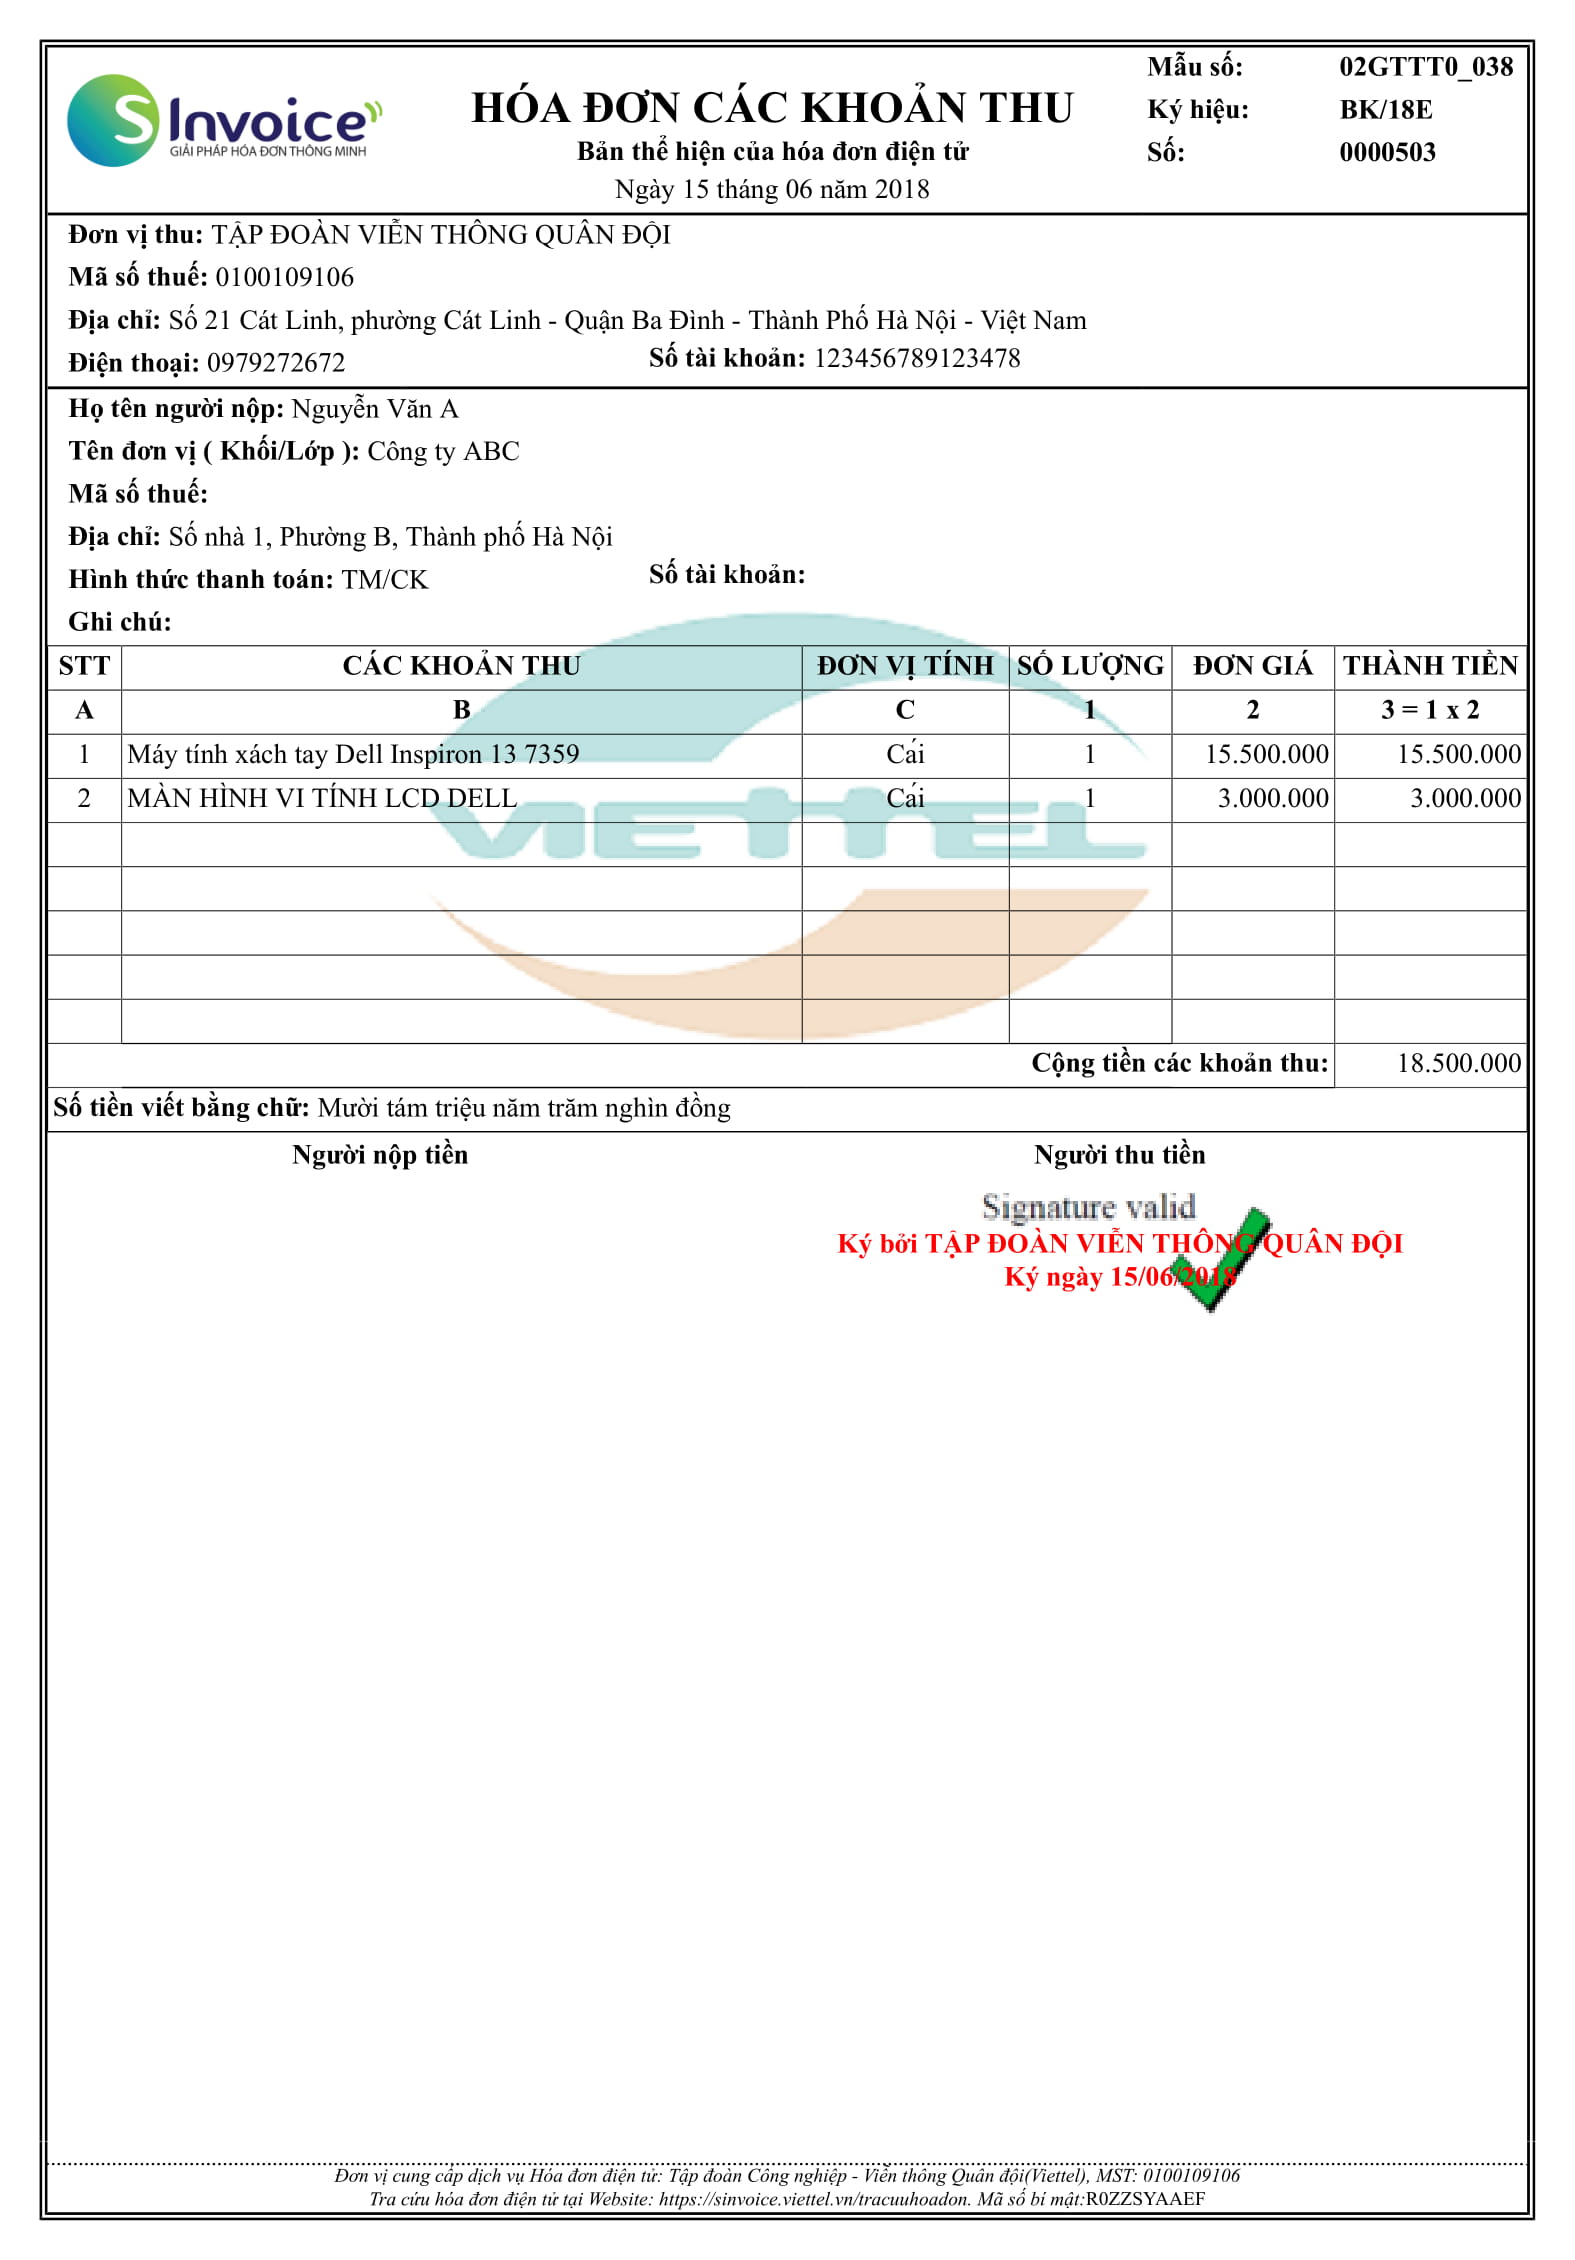 S Invoice
GIẢI PHÁP HÓA ĐƠN THÔNG MINH
HÓA ĐƠN CÁC KHOẢN THU
Bản thể hiện của hóa đơn điện tử
Ngày 15 tháng 06 năm 2018
Mẫu số: 02GTTT0_038
Ký hiệu: BK/18E
Số: 0000503
Đơn vị thu: TẬP ĐOÀN VIỄN THÔNG QUÂN ĐỘI
Mã số thuế: 0100109106
Địa chỉ: Số 21 Cát Linh, phường Cát Linh - Quận Ba Đình - Thành Phố Hà Nội - Việt Nam
Điện thoại: 0979272672 Số tài khoản: 123456789123478
Họ tên người nộp: Nguyễn Văn A
Tên đơn vị ( Khối/Lớp ): Công ty ABC
Mã số thuế:
Địa chỉ: Số nhà 1, Phường B, Thành phố Hà Nội
Hình thức thanh toán: TM/CK Số tài khoản:
Ghi chú:
STT CÁC KHOẢN THU ĐƠN VỊ TÍNH SỐ LƯỢNG ĐƠN GIÁ THÀNH TIỀN
A B C 1 2 3 = 1 x 2
1 Máy tính xách tay Dell Inspiron 13 7359 Cái 1 15.500.000 15.500.000
2 MÀN HÌNH VI TÍNH LCD DELL Cái 1 3.000.000 3.000.000
VIETTEL
Cộng tiền các khoản thu: 18.500.000
Số tiền viết bằng chữ: Mười tám triệu năm trăm nghìn đồng
Người nộp tiền Người thu tiền
Signature valid
Ký bởi TẬP ĐOÀN VIỄN THÔNG QUÂN ĐỘI
Ký ngày 15/06/2018
Đơn vị cung cấp dịch vụ Hóa đơn điện tử: Tập đoàn Công nghiệp - Viễn thông Quân đội(Viettel), MST: 0100109106
Tra cứu hóa đơn điện tử tại Website: https://sinvoice.viettel.vn/tracuuhoadon. Mã số bí mật:R0ZZSYAAEF